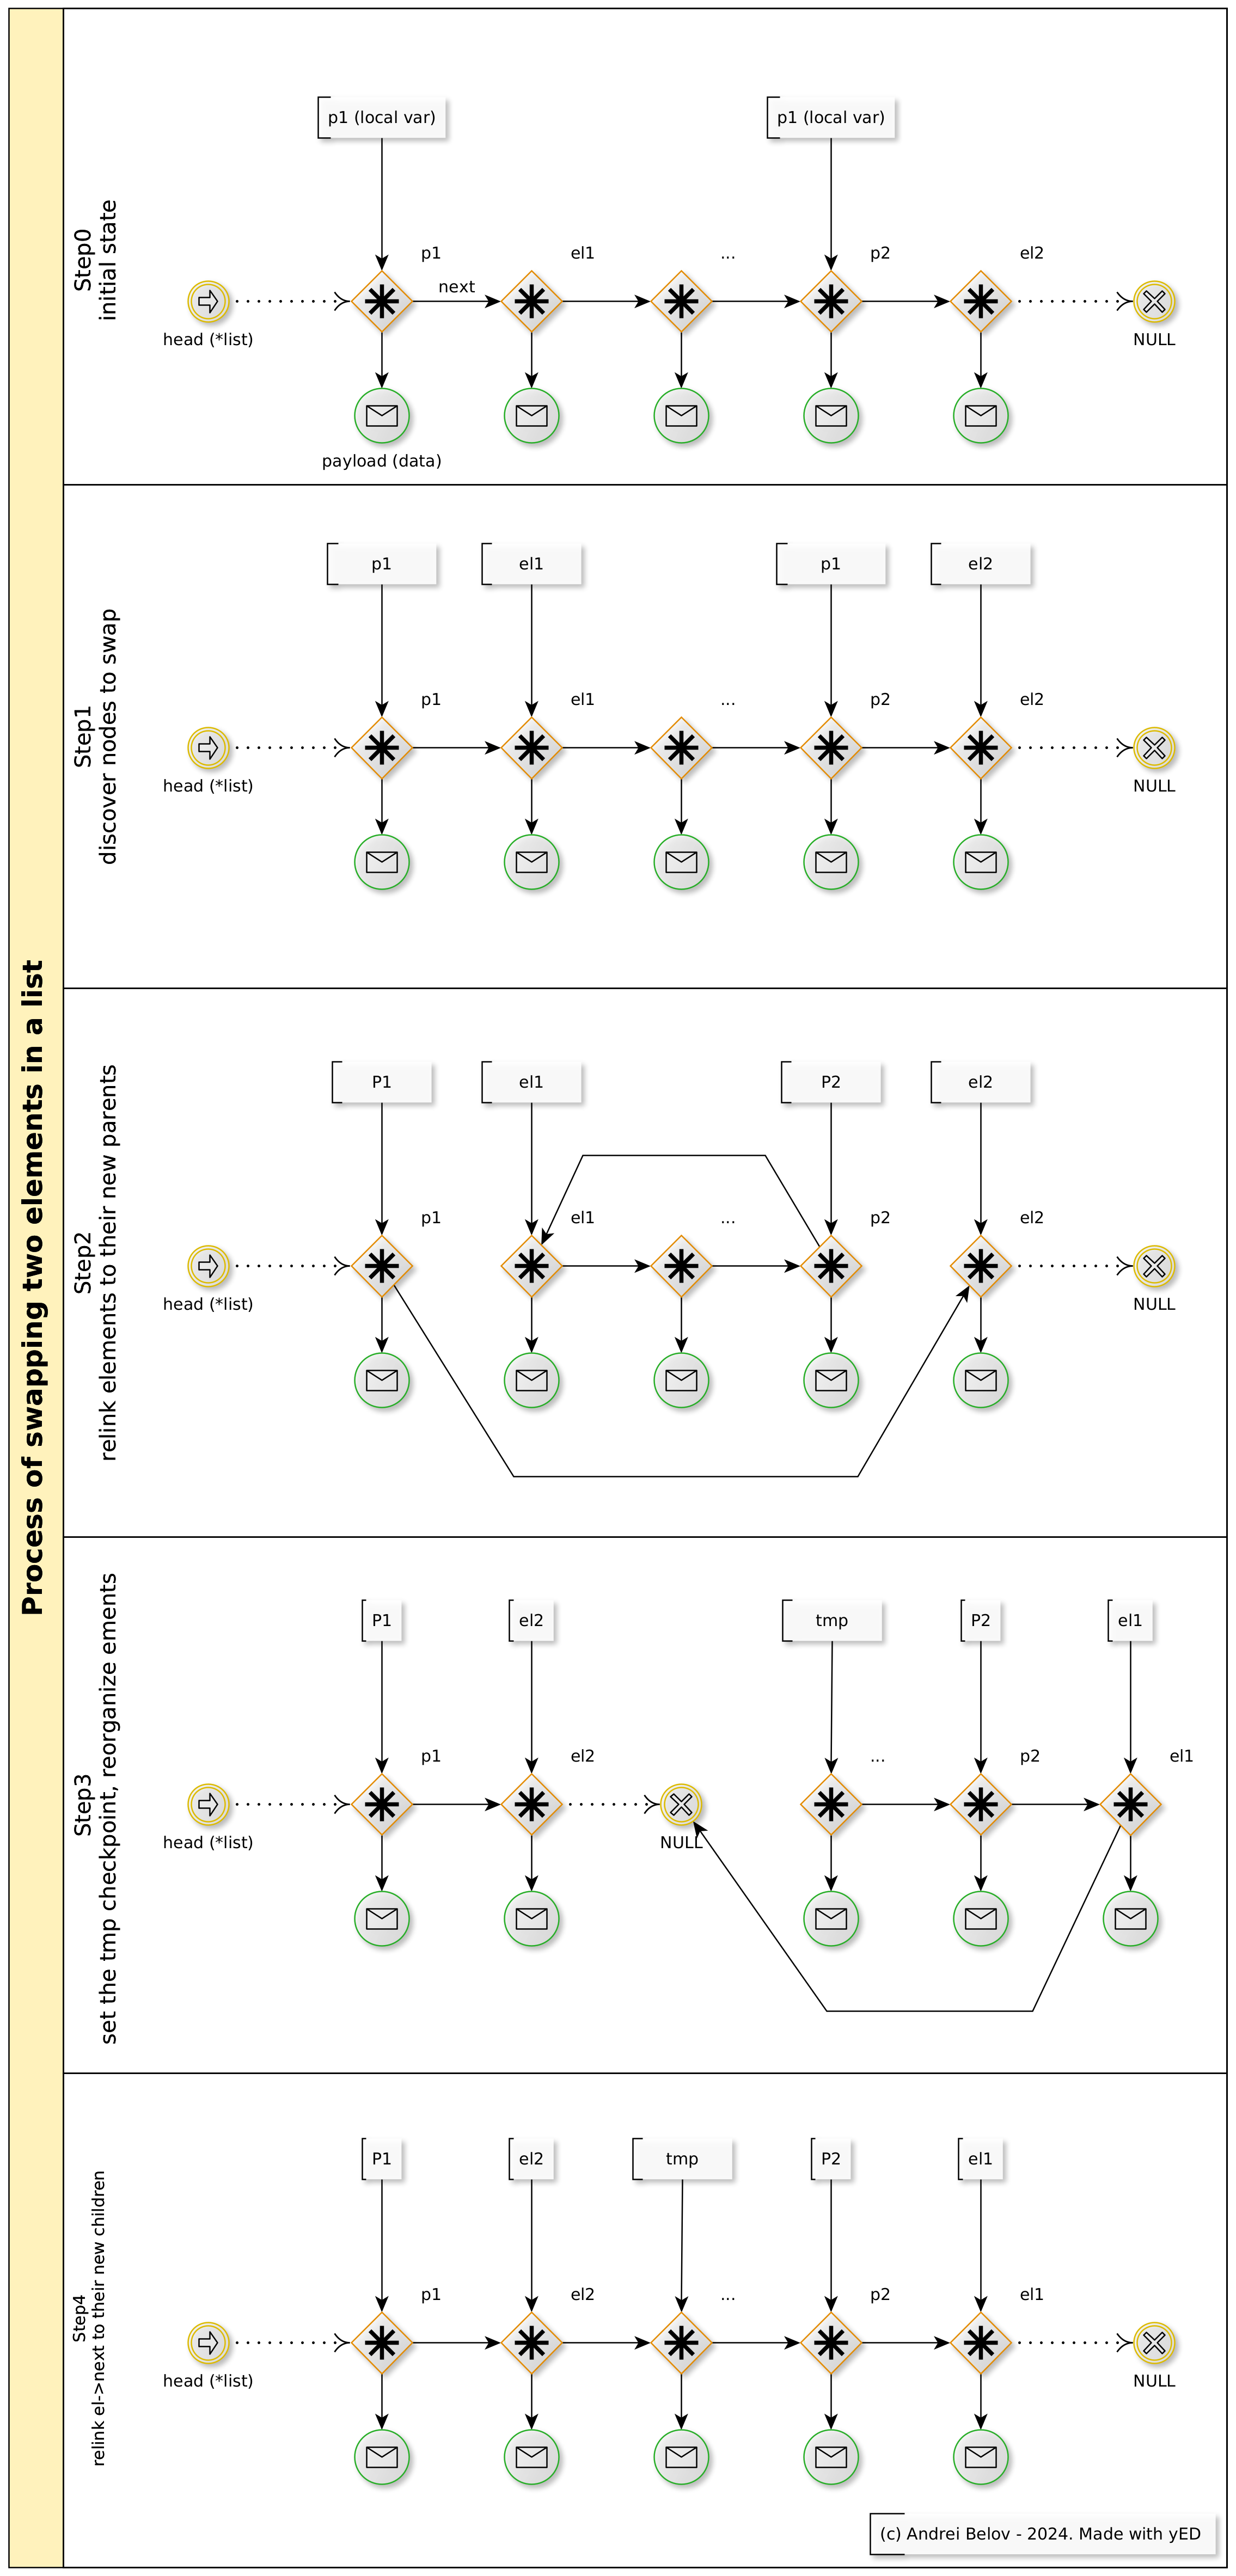 Process of swapping two elements in a list
Step0
initial state
p1 (local var)
p1 (local var)
p1
el1
...
p2
el2
next
head (*list)
NULL
payload (data)
Step1
discover nodes to swap
p1
el1
p1
el2
p1
el1
...
p2
el2
head (*list)
NULL
Step2
relink elements to their new parents
P1
el1
P2
el2
p1
el1
...
p2
el2
head (*list)
NULL
Step3
set the tmp checkpoint, reorganize ements
P1
el2
tmp
P2
el1
p1
el2
...
p2
el1
head (*list)
NULL
Step4
relink el->next to their new children
P1
el2
tmp
P2
el1
p1
el2
...
p2
el1
head (*list)
NULL
(c) Andrei Belov - 2024. Made with yED